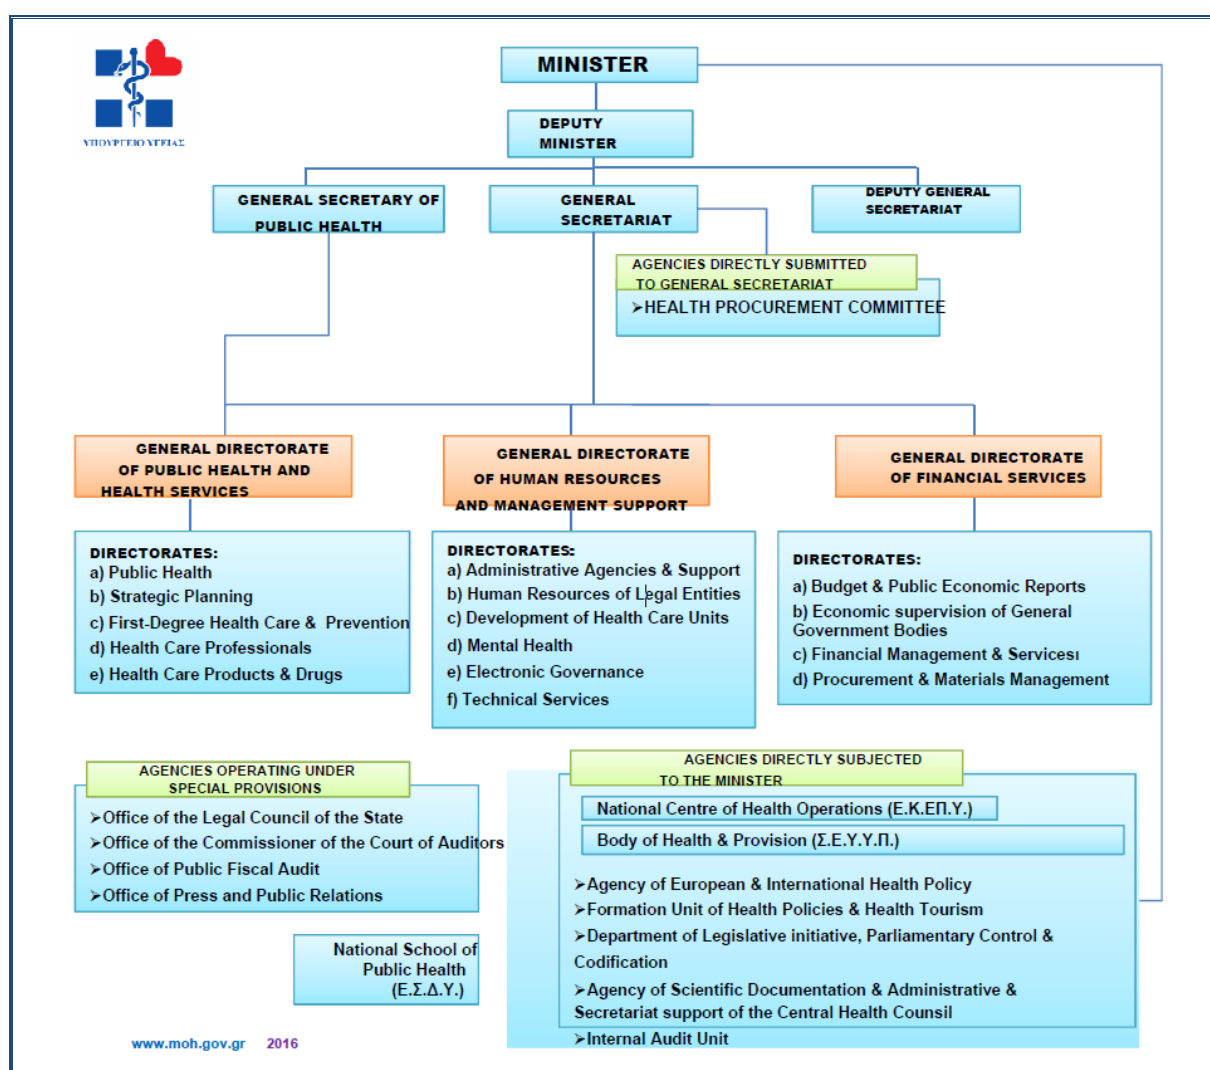 ΥΠΟΥΡΓΕΙΟ ΥΓΕΙΑΣ
MINISTER
DEPUTY
MINISTER
GENERAL SECRETARY OF
PUBLIC HEALTH
GENERAL
SECRETARIAT
DEPUTY GENERAL
SECRETARIAT
AGENCIES DIRECTLY SUBMITTED
TO GENERAL SECRETARIAT
➢HEALTH PROCUREMENT COMMITTEE
GENERAL DIRECTORATE
OF PUBLIC HEALTH AND
HEALTH SERVICES
GENERAL DIRECTORATE
OF HUMAN RESOURCES
AND MANAGEMENT SUPPORT
GENERAL DIRECTORATE
OF FINANCIAL SERVICES
DIRECTORATES:
a) Public Health
b) Strategic Planning
c) First-Degree Health Care & Prevention
d) Health Care Professionals
e) Health Care Products & Drugs
DIRECTORATES:
a) Administrative Agencies & Support
b) Human Resources of Legal Entities
c) Development of Health Care Units
d) Mental Health
e) Electronic Governance
f) Technical Services
DIRECTORATES:
a) Budget & Public Economic Reports
b) Economic supervision of General
Government Bodies
c) Financial Management & Servicesı
d) Procurement & Materials Management
AGENCIES OPERATING UNDER
SPECIAL PROVISIONS
➢Office of the Legal Council of the State
➢Office of the Commissioner of the Court of Auditors
➢Office of Public Fiscal Audit
➢Office of Press and Public Relations
National School of
Public Health
(Ε.Σ.Δ.Υ.)
AGENCIES DIRECTLY SUBJECTED
TO THE MINISTER
National Centre of Health Operations (Ε.Κ.ΕΠ.Υ.)
Body of Health & Provision (Σ.Ε.Υ.Υ.Π.)
➢Agency of European & International Health Policy
➢Formation Unit of Health Policies & Health Tourism
➢Department of Legislative initiative, Parliamentary Control &
Codification
➢Agency of Scientific Documentation & Administrative &
Secretariat support of the Central Health Counsil
➢Internal Audit Unit
www.moh.gov.gr 2016